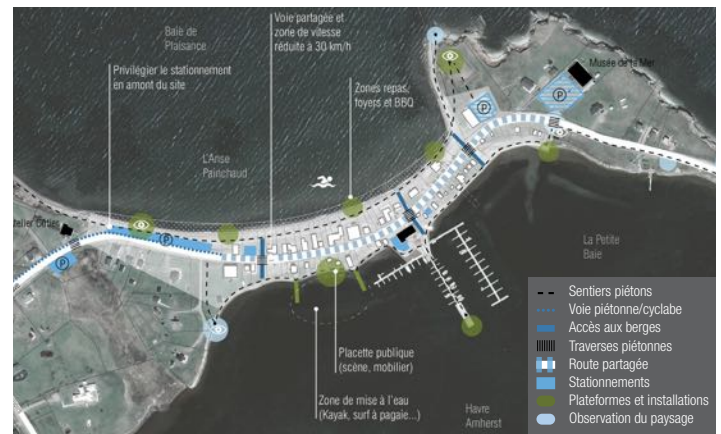 Baie de
Plaisance
Voie partagée et
zone de vitesse
réduite à 30 km/h
Privilégier le stationnement
en amont du site
Zones repas,
foyers et BBQ
Musée de la Mer
L'Anse
Painchaud
P
P
telier Côtier
P
P
La Petite
Baie
Placette publique
(scène, mobilier)
Zone de mise à l'eau
(Kayak, surf à pagaie...)
Havre
Amherst
Sentiers piétons
Voie piétonne/cyclabe
Accès aux berges
Traverses piétonnes
Route partagée
Stationnements
Plateformes et installations
Observation du paysage